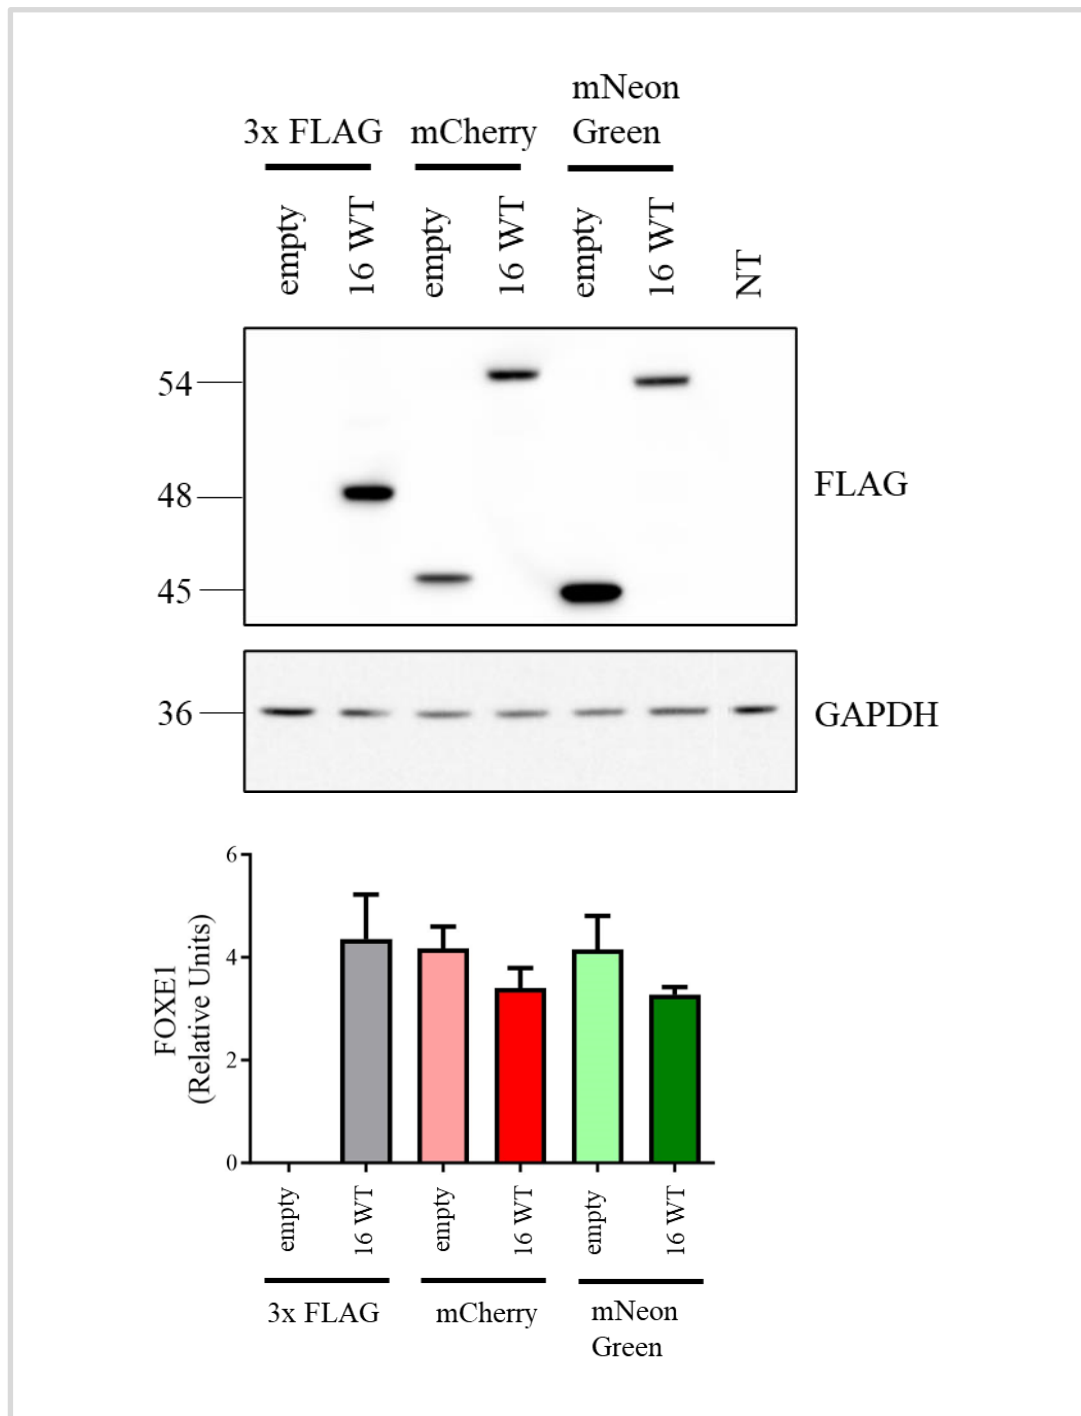 mNeon
3x FLAG mCherry Green
empty 16 WT empty 16 WT empty 16 WT NT
54
48
FLAG
45
36
GAPDH
6
4
2
0
FOXE1
(Relative Units)
empty 16 WT empty 16 WT empty 16 WT
3x FLAG mCherry mNeon
Green